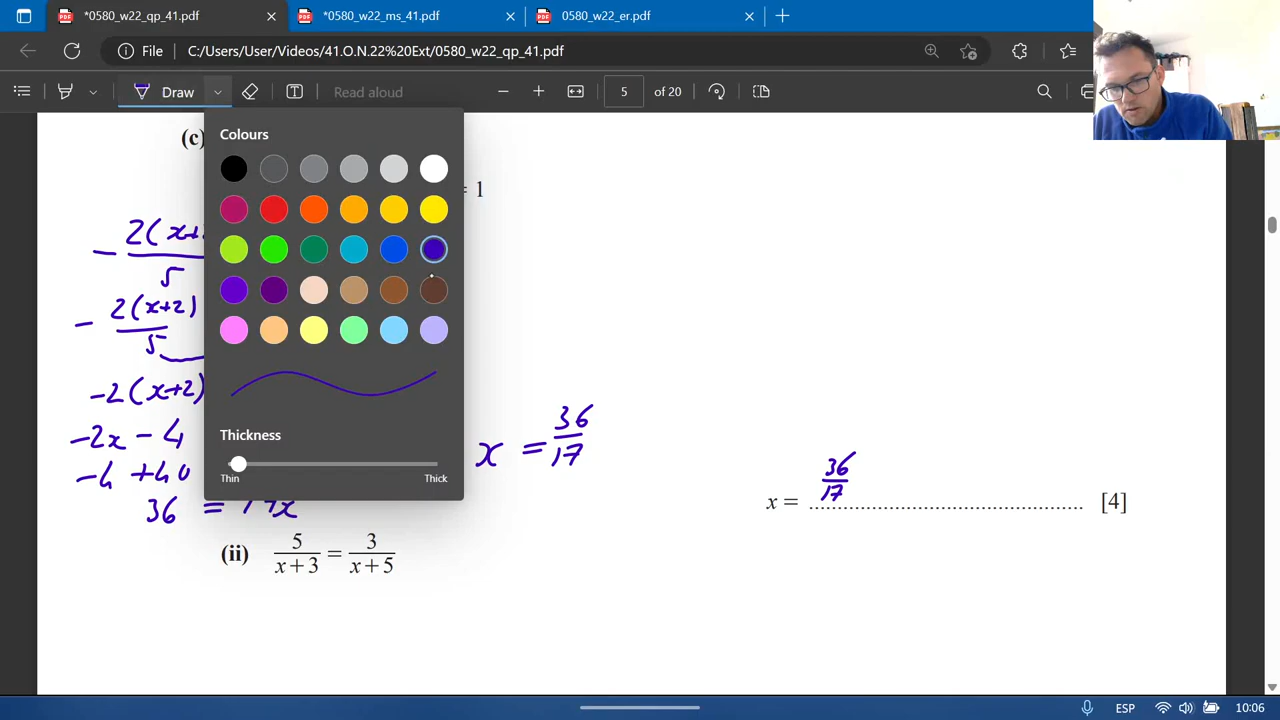 *0580_w22_qp_41.pdf
*0580_w22_ms_41.pdf
0580_w22_er.pdf
File
C:/Users/User/Videos/41.O.N.22%20Ext/0580_w22_qp_41.pdf
Draw
Read aloud
5
of 20
(c)
= 1
Colours
Thickness
Thin
Thick
- 2(x+
5
- 2(x+2)
5
-2(x+2)
-2x - 4
-4 +40
36 = 17x
x = 36/17
36/17
x = ................................................ [4]
(ii) 5/(x+3) = 3/(x+5)
ESP
10:06